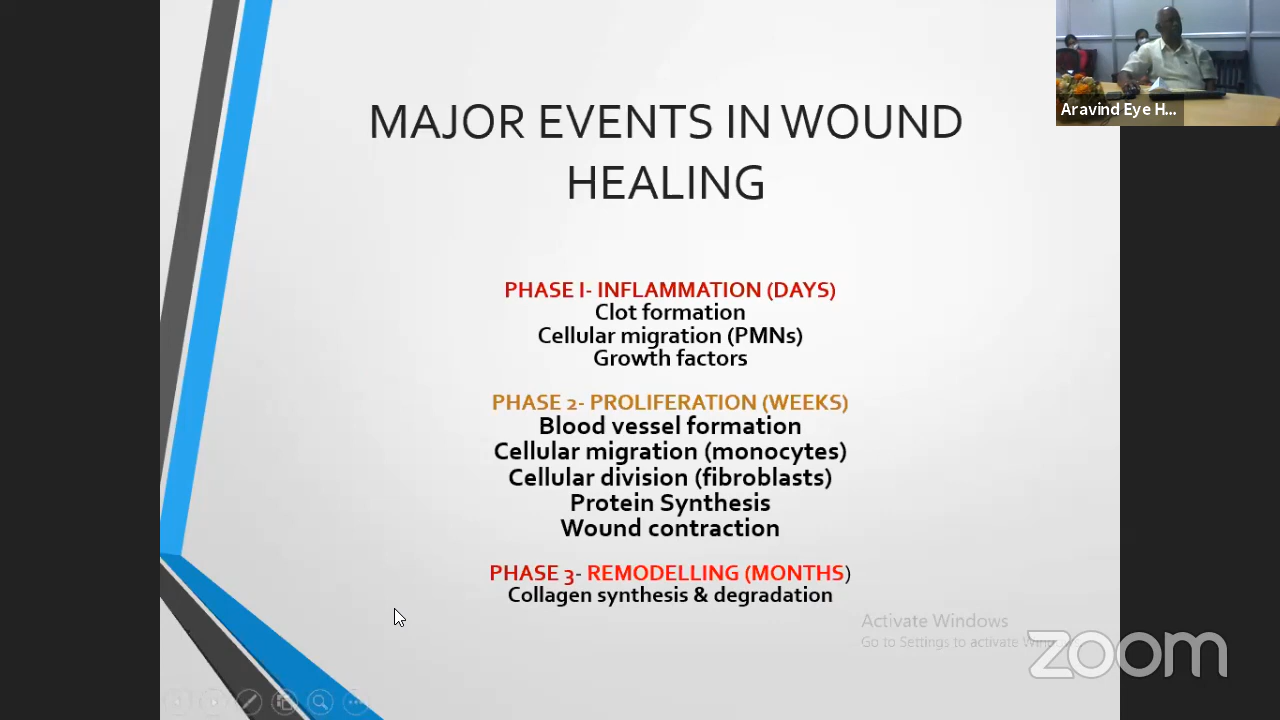 MAJOR EVENTS IN WOUND
HEALING
PHASE I- INFLAMMATION (DAYS)
Clot formation
Cellular migration (PMNs)
Growth factors
PHASE 2- PROLIFERATION (WEEKS)
Blood vessel formation
Cellular migration (monocytes)
Cellular division (fibroblasts)
Protein Synthesis
Wound contraction
PHASE 3- REMODELLING (MONTHS)
Collagen synthesis & degradation
Aravind Eye H...
Activate Windows
Go to Settings to activate
zoom